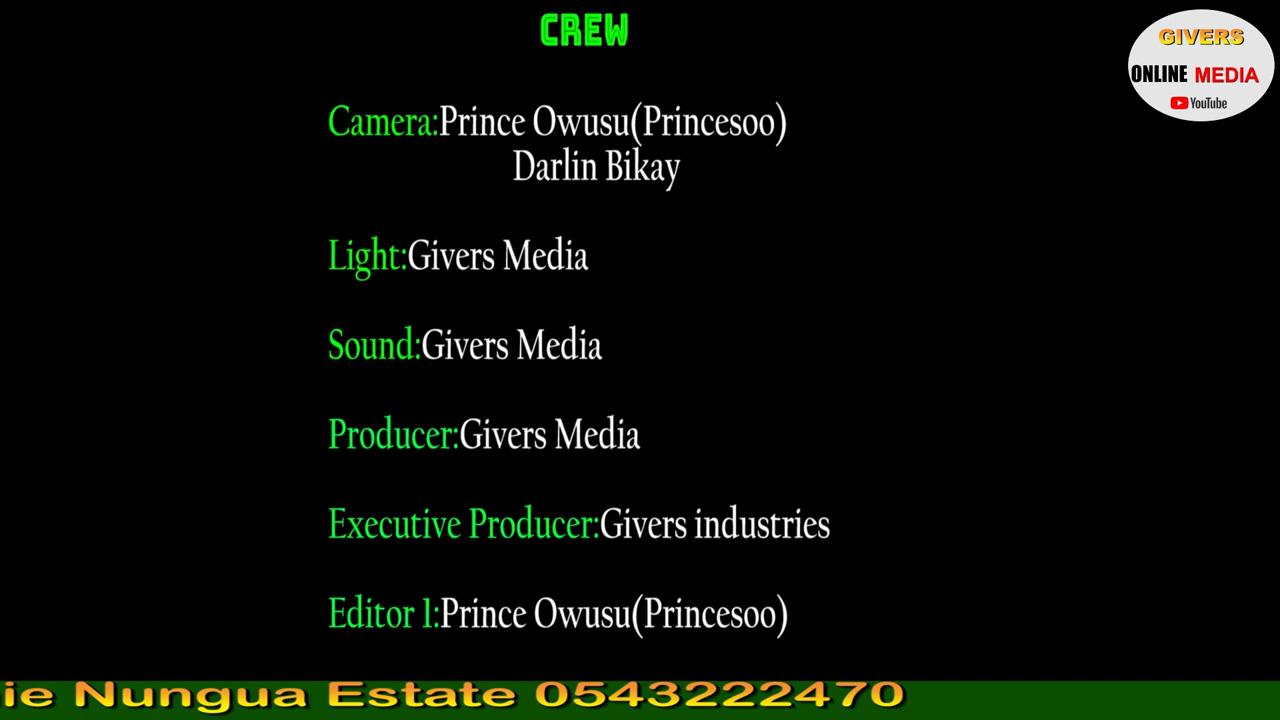 CREW
GIVERS
ONLINE MEDIA
YouTube
Camera:Prince Owusu(Princesoo)
Darlin Bikay
Light:Givers Media
Sound:Givers Media
Producer:Givers Media
Executive Producer:Givers industries
Editor 1:Prince Owusu(Princesoo)
ie Nungua Estate 0543222470